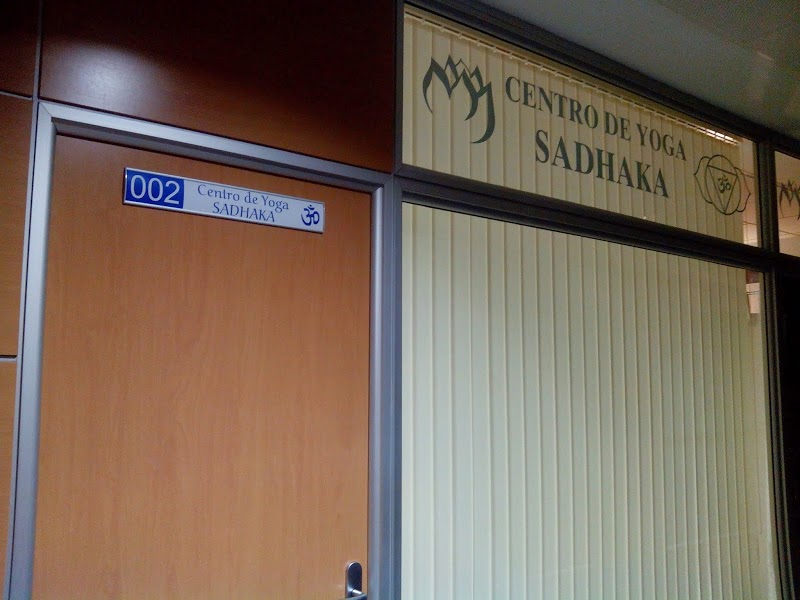 002
Centro de Yoga
SADHAKA
ॐ
CENTRO DE YOGA
SADHAKA
ॐ